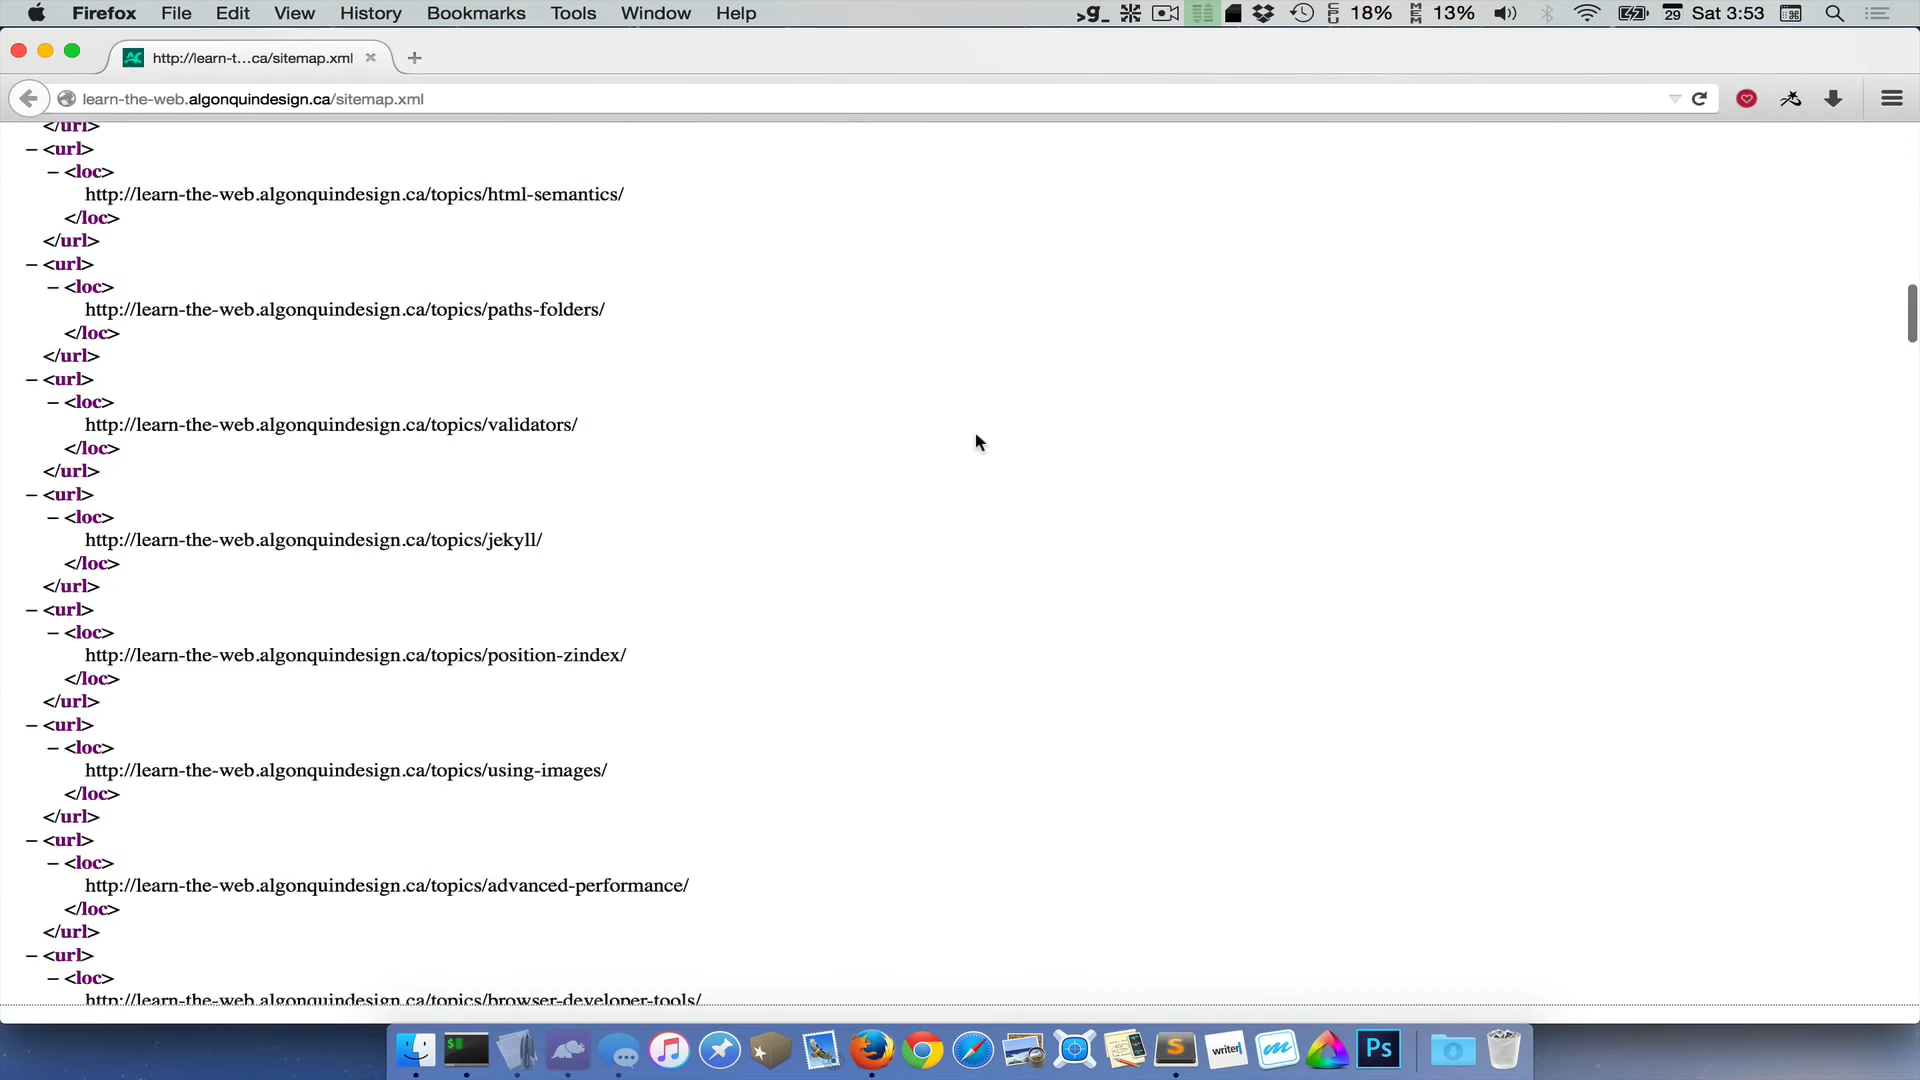 Firefox File Edit View History Bookmarks Tools Window Help >g_ CPU 18% MEM 13% 29 Sat 3:53
http://learn-t...ca/sitemap.xml
learn-the-web.algonquindesign.ca/sitemap.xml
</url>
– <url>
– <loc>
http://learn-the-web.algonquindesign.ca/topics/html-semantics/
</loc>
</url>
– <url>
– <loc>
http://learn-the-web.algonquindesign.ca/topics/paths-folders/
</loc>
</url>
– <url>
– <loc>
http://learn-the-web.algonquindesign.ca/topics/validators/
</loc>
</url>
– <url>
– <loc>
http://learn-the-web.algonquindesign.ca/topics/jekyll/
</loc>
</url>
– <url>
– <loc>
http://learn-the-web.algonquindesign.ca/topics/position-zindex/
</loc>
</url>
– <url>
– <loc>
http://learn-the-web.algonquindesign.ca/topics/using-images/
</loc>
</url>
– <url>
– <loc>
http://learn-the-web.algonquindesign.ca/topics/advanced-performance/
</loc>
</url>
– <url>
– <loc>
http://learn-the-web.algonquindesign.ca/topics/browser-developer-tools/
$ S writer m Ps